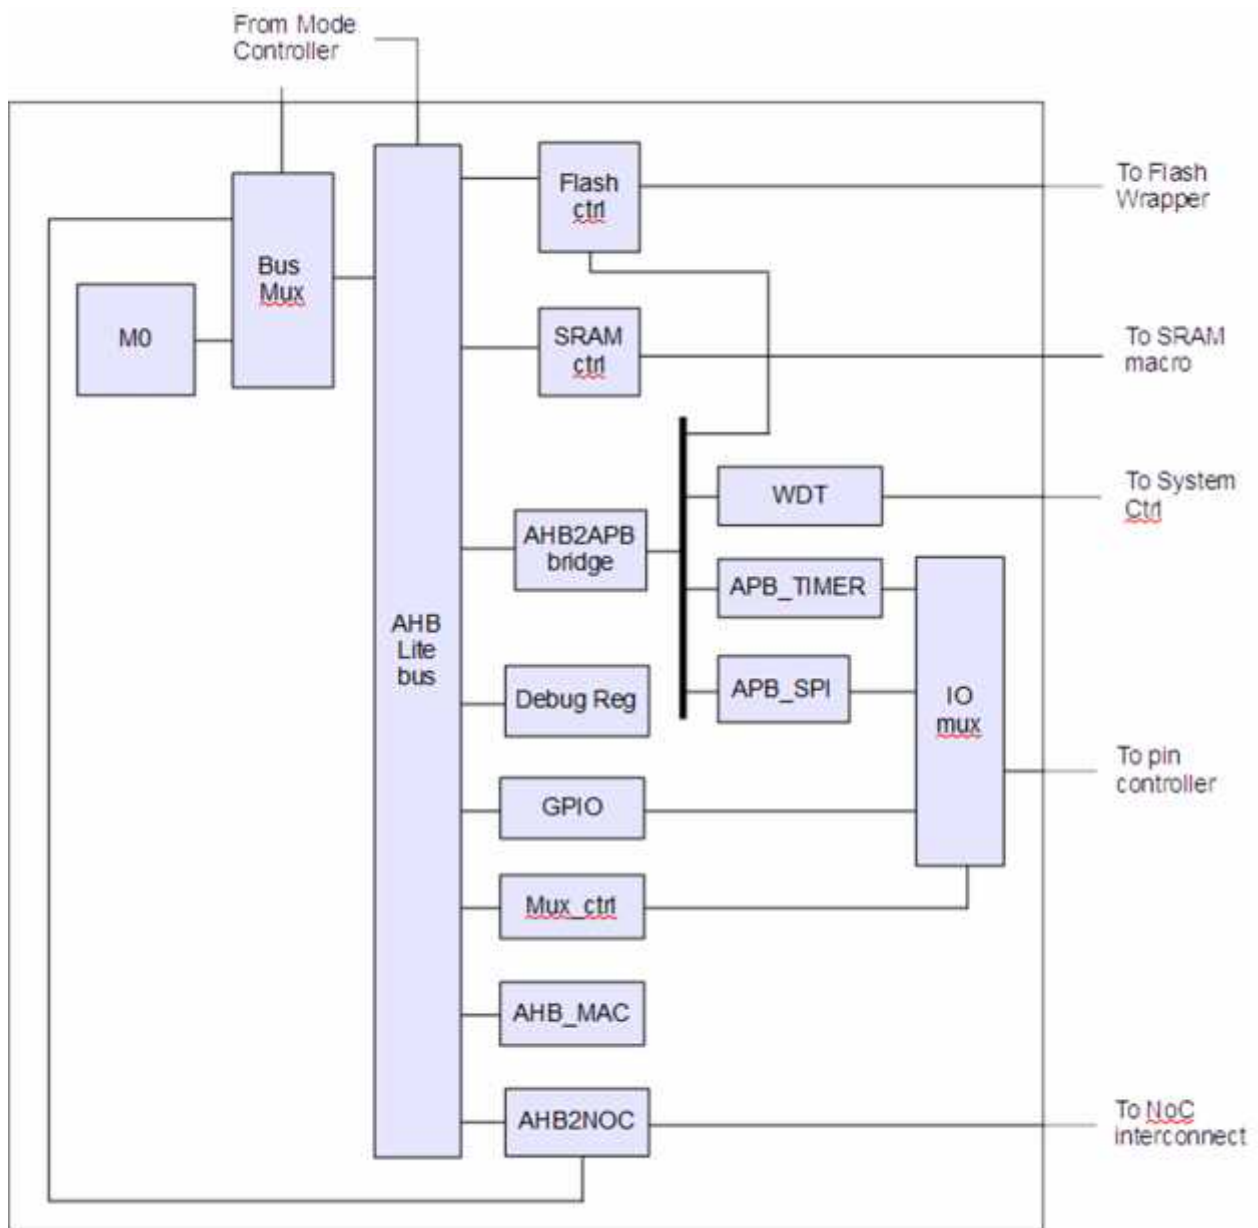 From Mode
Controller
Flash
ctrl
To Flash
Wrapper
Bus
Mux
M0
SRAM
ctrl
To SRAM
macro
WDT
To System
Ctrl
AHB2APB
bridge
APB_TIMER
AHB
Lite
bus
Debug Reg
APB_SPI
IO
mux
To pin
controller
GPIO
Mux_ctrl
AHB_MAC
AHB2NOC
To NoC
interconnect